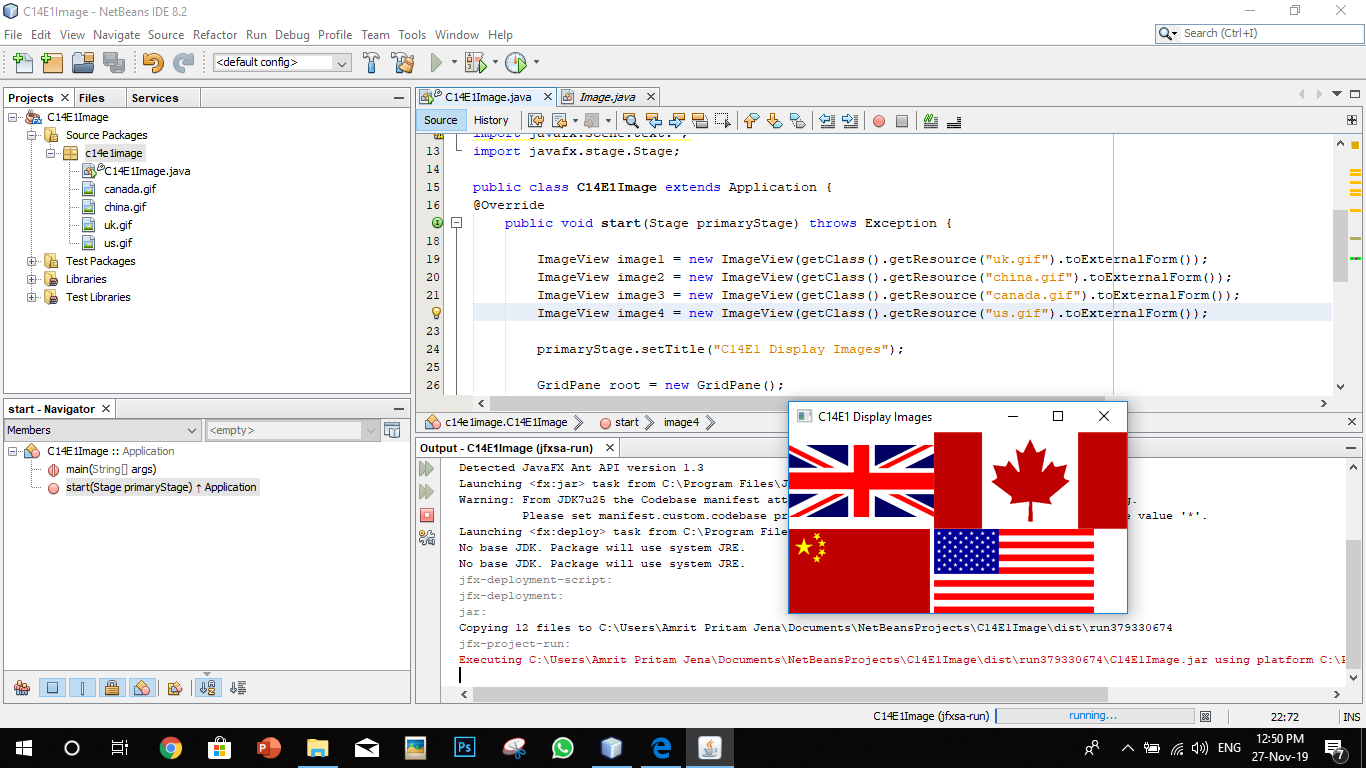 C14E1Image - NetBeans IDE 8.2
File Edit View Navigate Source Refactor Run Debug Profile Team Tools Window Help
Search (Ctrl+I)
<default config>
Projects Files Services
C14E1Image
Source Packages
c14e1image
C14E1Image.java
canada.gif
china.gif
uk.gif
us.gif
Test Packages
Libraries
Test Libraries
start - Navigator
Members <empty>
C14E1Image :: Application
main(String[] args)
start(Stage primaryStage) ↑ Application
C14E1Image.java Image.java
Source History
import javafx.scene.text.*;
13 import javafx.stage.Stage;
14
15 public class C14E1Image extends Application {
16 @Override
public void start(Stage primaryStage) throws Exception {
18
19 ImageView image1 = new ImageView(getClass().getResource("uk.gif").toExternalForm());
20 ImageView image2 = new ImageView(getClass().getResource("china.gif").toExternalForm());
21 ImageView image3 = new ImageView(getClass().getResource("canada.gif").toExternalForm());
ImageView image4 = new ImageView(getClass().getResource("us.gif").toExternalForm());
23
24 primaryStage.setTitle("C14E1 Display Images");
25
26 GridPane root = new GridPane();
c14e1image.C14E1Image start image4
C14E1 Display Images
Output - C14E1Image (jfxsa-run)
Detected JavaFX Ant API version 1.3
Launching <fx:jar> task from C:\Program Files\J
Warning: From JDK7u25 the Codebase manifest att g.
Please set manifest.custom.codebase pr e value '*'.
Launching <fx:deploy> task from C:\Program File
No base JDK. Package will use system JRE.
No base JDK. Package will use system JRE.
jfx-deployment-script:
jfx-deployment:
jar:
Copying 12 files to C:\Users\Amrit Pritam Jena\Documents\NetBeansProjects\C14E1Image\dist\run379330674
jfx-project-run:
Executing C:\Users\Amrit Pritam Jena\Documents\NetBeansProjects\C14E1Image\dist\run379330674\C14E1Image.jar using platform C:\P
C14E1Image (jfxsa-run) running... 22:72 INS
ENG 12:50 PM
27-Nov-19
7